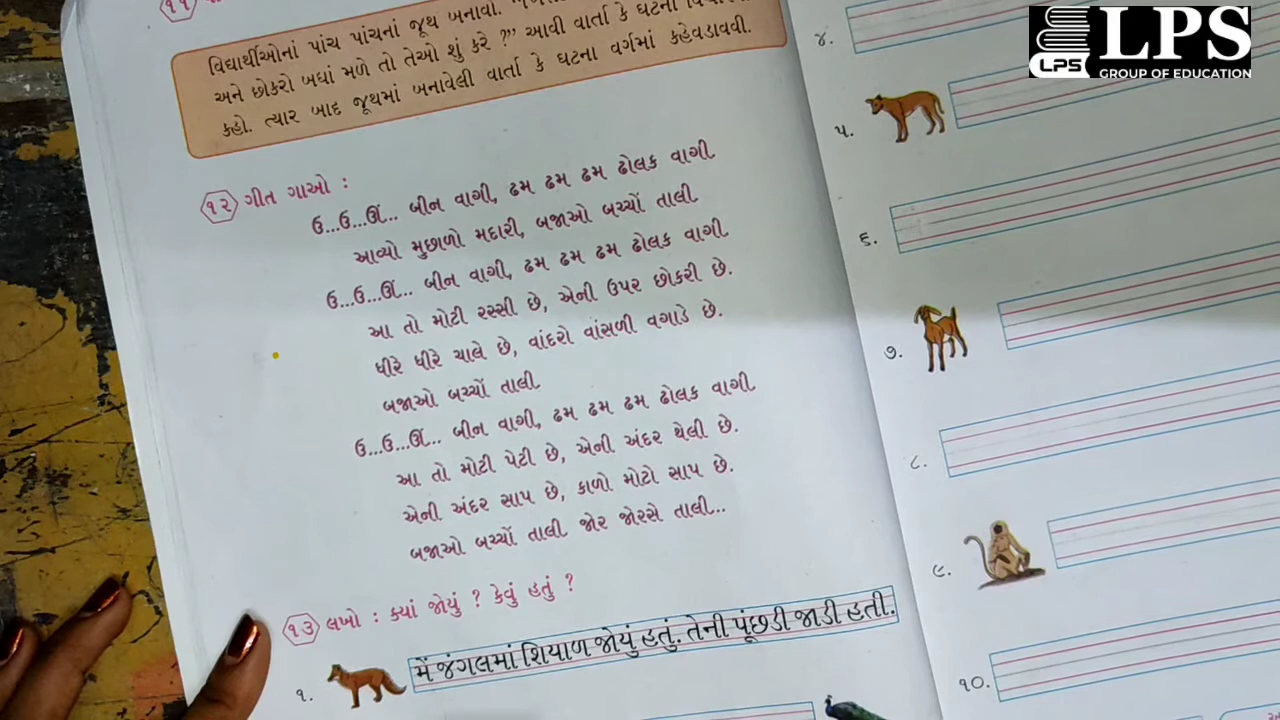 ૧૧
વિદ્યાર્થીઓનાં પાંચ પાંચનાં જૂથ બનાવો.
અને છોકરો બધાં મળે તો તેઓ શું કરે ?” આવી વાર્તા કે ઘટના
કહો. ત્યાર બાદ જૂથમાં બનાવેલી વાર્તા કે ઘટના વર્ગમાં કહેવડાવવી.
૧૨ ગીત ગાઓ :
ઉ...ઉ...ઊં... બીન વાગી, ઢમ ઢમ ઢમ ઢોલક વાગી.
આવ્યો મુછાળો મદારી, બજાઓ બચ્ચોં તાલી.
ઉ...ઉ...ઊં... બીન વાગી, ઢમ ઢમ ઢમ ઢોલક વાગી.
આ તો મોટી રસ્સી છે, એની ઉપર છોકરી છે.
ધીરે ધીરે ચાલે છે, વાંદરો વાંસળી વગાડે છે.
બજાઓ બચ્ચોં તાલી.
ઉ...ઉ...ઊં... બીન વાગી, ઢમ ઢમ ઢમ ઢોલક વાગી.
આ તો મોટી પેટી છે, એની અંદર થેલી છે.
એની અંદર સાપ છે, કાળો મોટો સાપ છે.
બજાઓ બચ્ચોં તાલી જોર જોરસે તાલી...
૧૩ લખો : ક્યાં જોયું ? કેવું હતું ?
૧. મેં જંગલમાં શિયાળ જોયું હતું. તેની પૂંછડી જાડી હતી.
૪.
૫.
૬.
૭.
૮.
૯.
૧૦.
LPS
LPS
GROUP OF EDUCATION